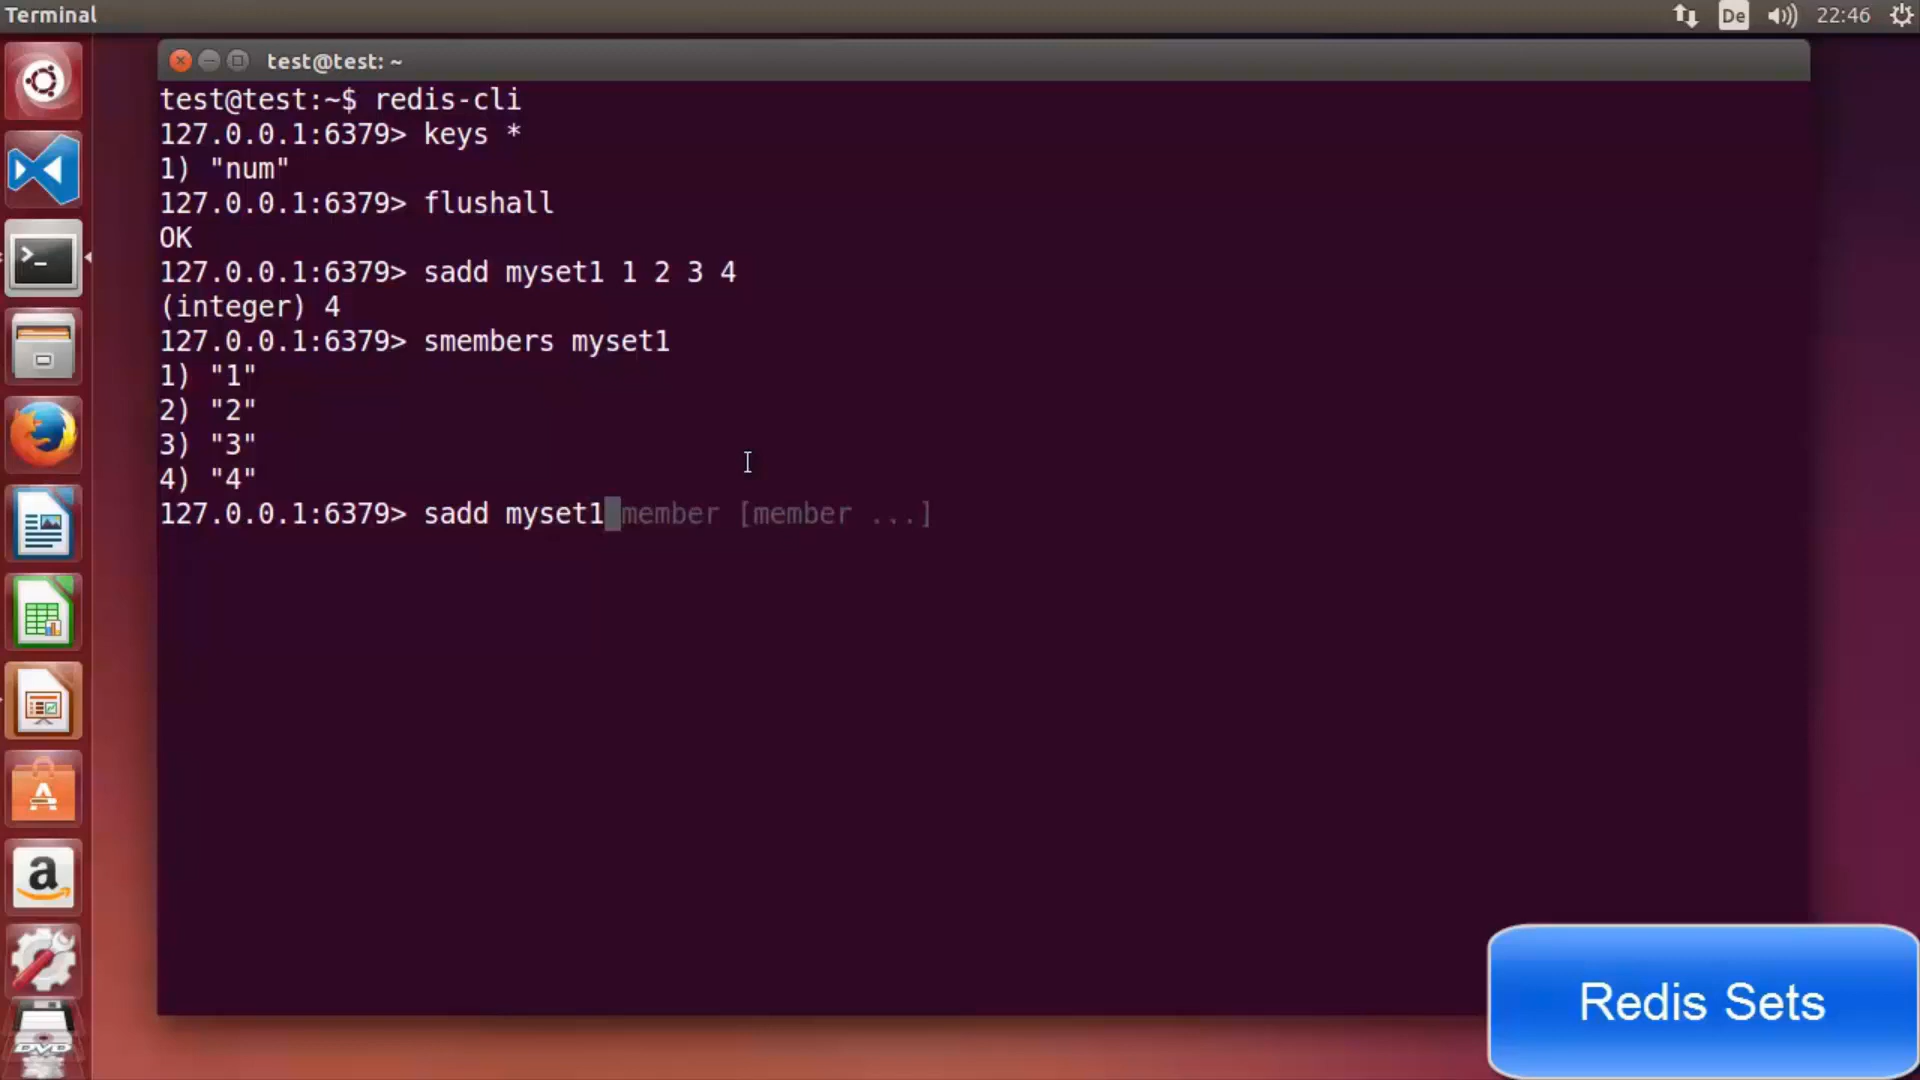 Terminal
De
22:46
test@test: ~
test@test:~$ redis-cli
127.0.0.1:6379> keys *
1) "num"
127.0.0.1:6379> flushall
OK
127.0.0.1:6379> sadd myset1 1 2 3 4
(integer) 4
127.0.0.1:6379> smembers myset1
1) "1"
2) "2"
3) "3"
4) "4"
127.0.0.1:6379> sadd myset1 member [member ...]
Redis Sets
DVD